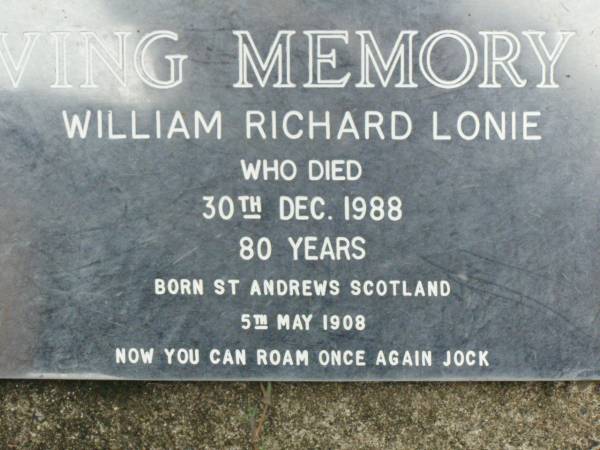 VING MEMORY
WILLIAM RICHARD LONIE
WHO DIED
30TH DEC. 1988
80 YEARS
BORN ST ANDREWS SCOTLAND
5TH MAY 1908
NOW YOU CAN ROAM ONCE AGAIN JOCK